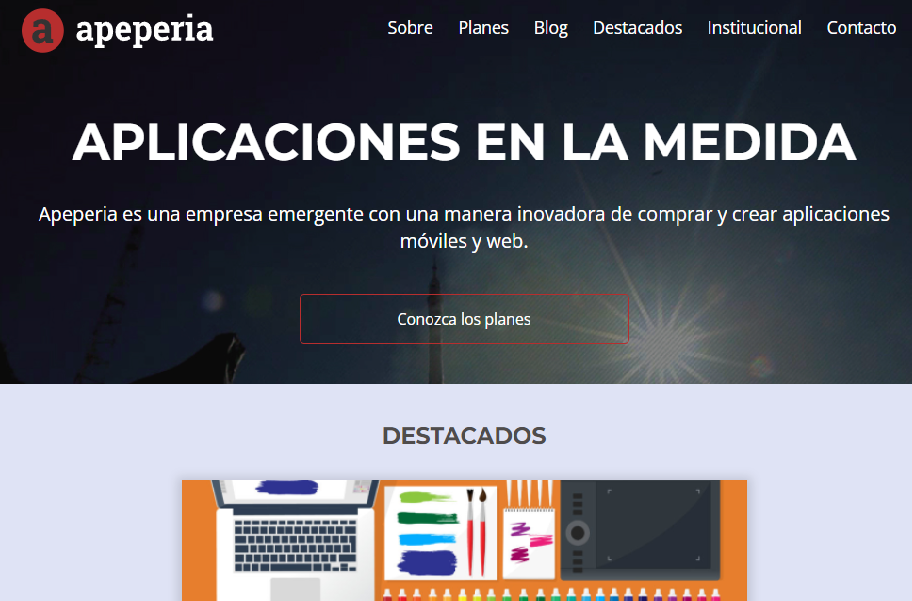 a apeperia
Sobre Planes Blog Destacados Institucional Contacto
APLICACIONES EN LA MEDIDA
Apeperia es una empresa emergente con una manera inovadora de comprar y crear aplicaciones
móviles y web.
Conozca los planes
DESTACADOS